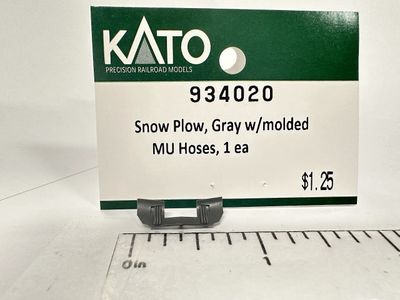 KATO
PRECISION RAILROAD MODELS
934020
Snow Plow, Gray w/molded
MU Hoses, 1 ea
$1.25
0in
1